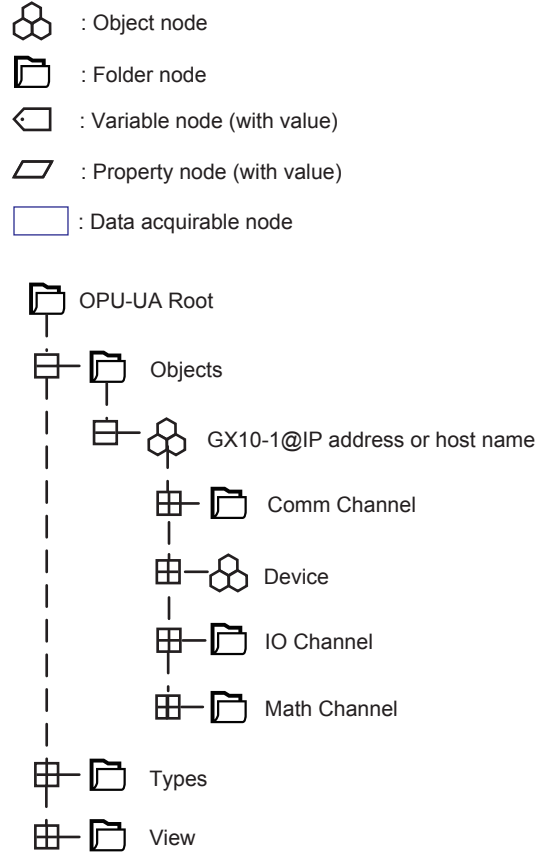 : Object node
: Folder node
: Variable node (with value)
: Property node (with value)
: Data acquirable node
OPU-UA Root
Objects
GX10-1@IP address or host name
Comm Channel
Device
IO Channel
Math Channel
Types
View